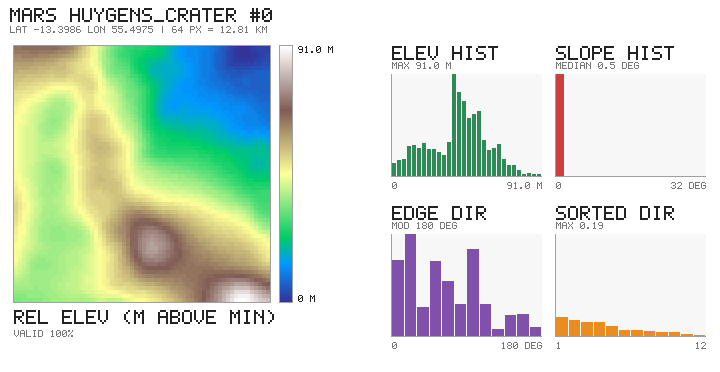 MARS HUYGENS_CRATER #0
LAT -13.3986 LON 55.4975 | 64 PX = 12.81 KM
91.0 M
0 M
REL ELEV (M ABOVE MIN)
VALID 100%
ELEV HIST
MAX 91.0 M
0 91.0 M
SLOPE HIST
MEDIAN 0.5 DEG
0 32 DEG
EDGE DIR
MOD 180 DEG
0 180 DEG
SORTED DIR
MAX 0.19
1 12